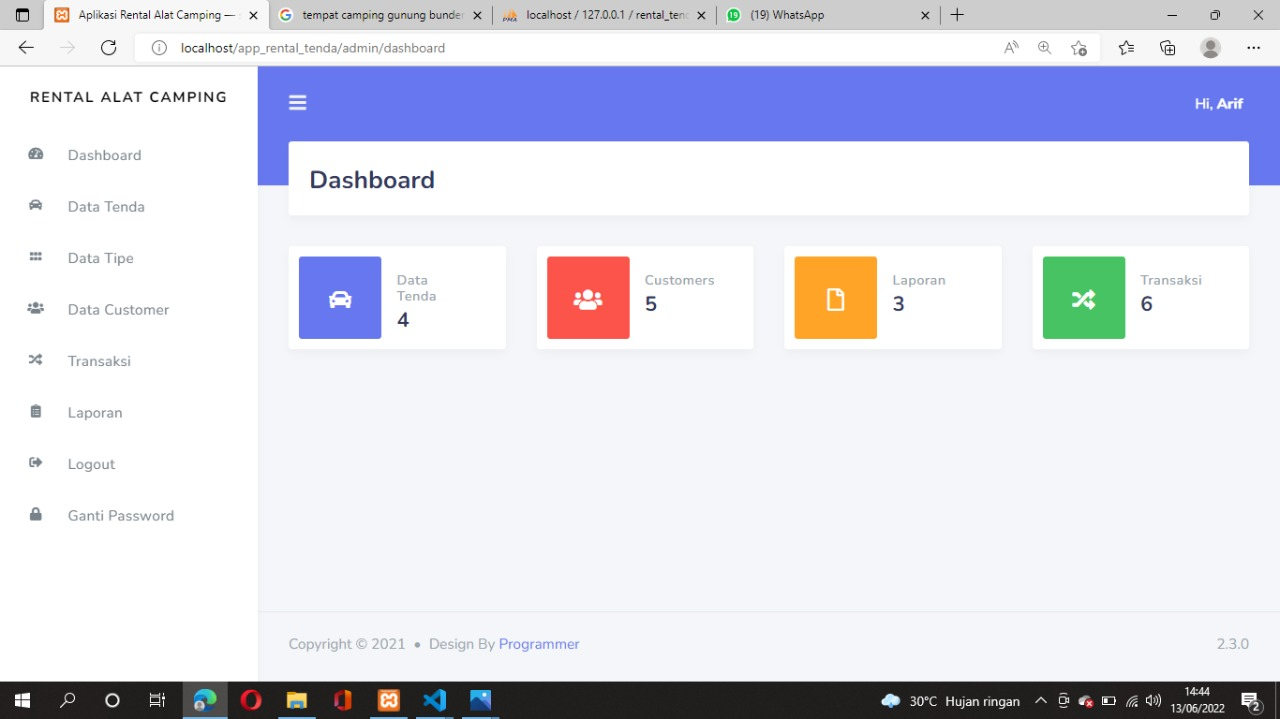 Aplikasi Rental Alat Camping —
tempat camping gunung bunde
localhost / 127.0.0.1 / rental_ten
(19) WhatsApp
localhost/app_rental_tenda/admin/dashboard
RENTAL ALAT CAMPING
Hi, Arif
Dashboard
Data Tenda
Data Tipe
Data Customer
Transaksi
Laporan
Logout
Ganti Password
Dashboard
Data
Tenda
4
Customers
5
Laporan
3
Transaksi
6
Copyright © 2021 • Design By Programmer
2.3.0
30°C Hujan ringan
14:44
13/06/2022
2